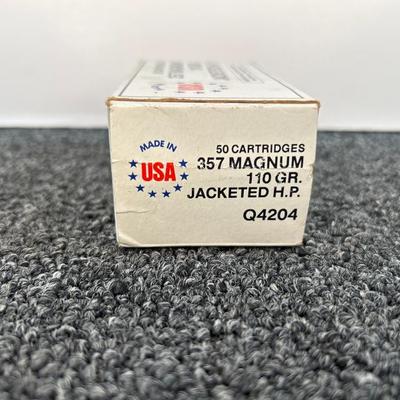 MADE IN
USA
50 CARTRIDGES
357 MAGNUM
110 GR.
JACKETED H.P.
Q4204